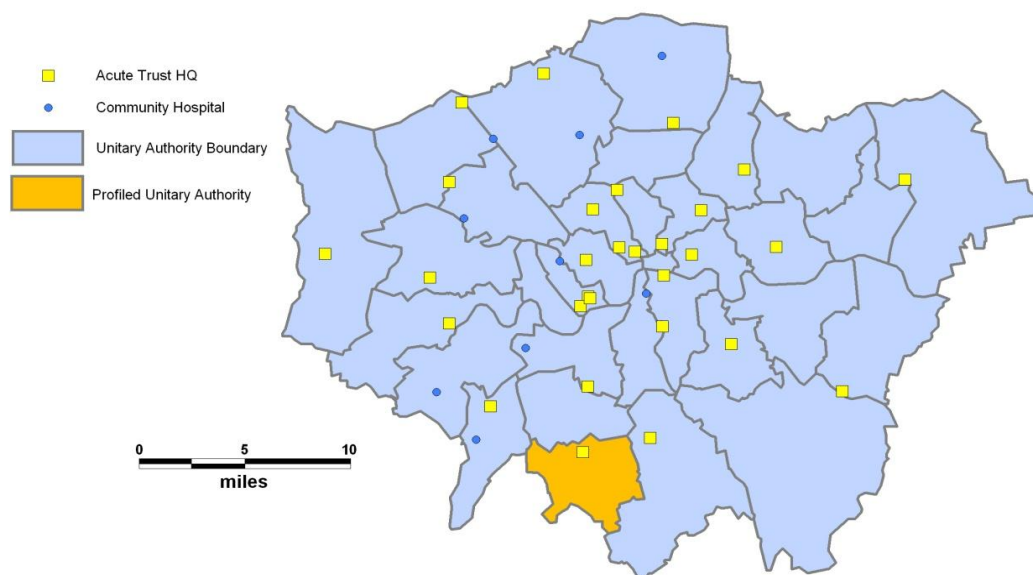 Acute Trust HQ
Community Hospital
Unitary Authority Boundary
Profiled Unitary Authority
0 5 10
miles